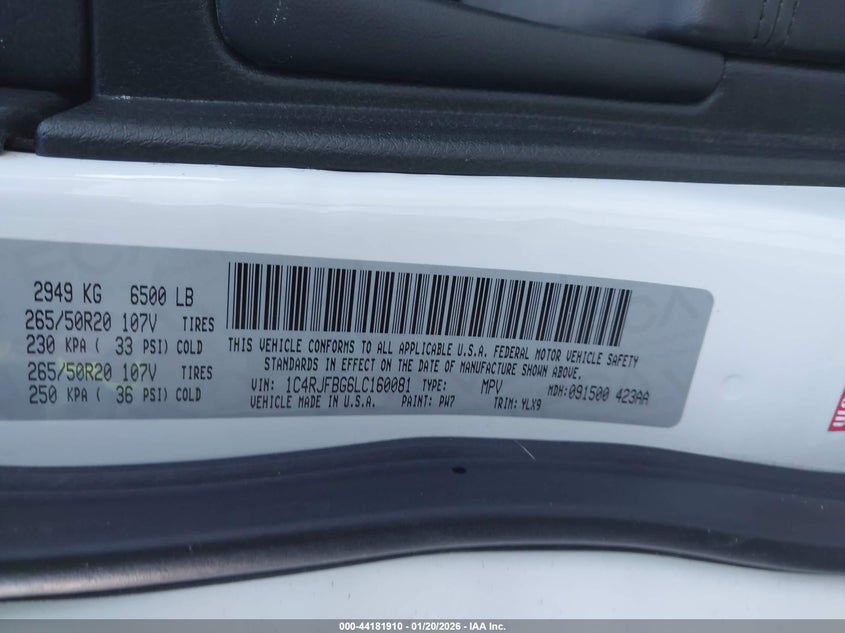 2949 KG 6500 LB
265/50R20 107V TIRES
230 KPA ( 33 PSI) COLD
265/50R20 107V TIRES
250 KPA ( 36 PSI) COLD
THIS VEHICLE CONFORMS TO ALL APPLICABLE U.S.A. FEDERAL MOTOR VEHICLE SAFETY
STANDARDS IN EFFECT ON THE DATE OF MANUFACTURE SHOWN ABOVE.
VIN: 1C4RJFBG6LC160081 TYPE: MPV MDH:091500 423AA
VEHICLE MADE IN U.S.A. PAINT: PW7 TRIM: YLX9
000-44181910 - 01/20/2026 - IAA Inc.